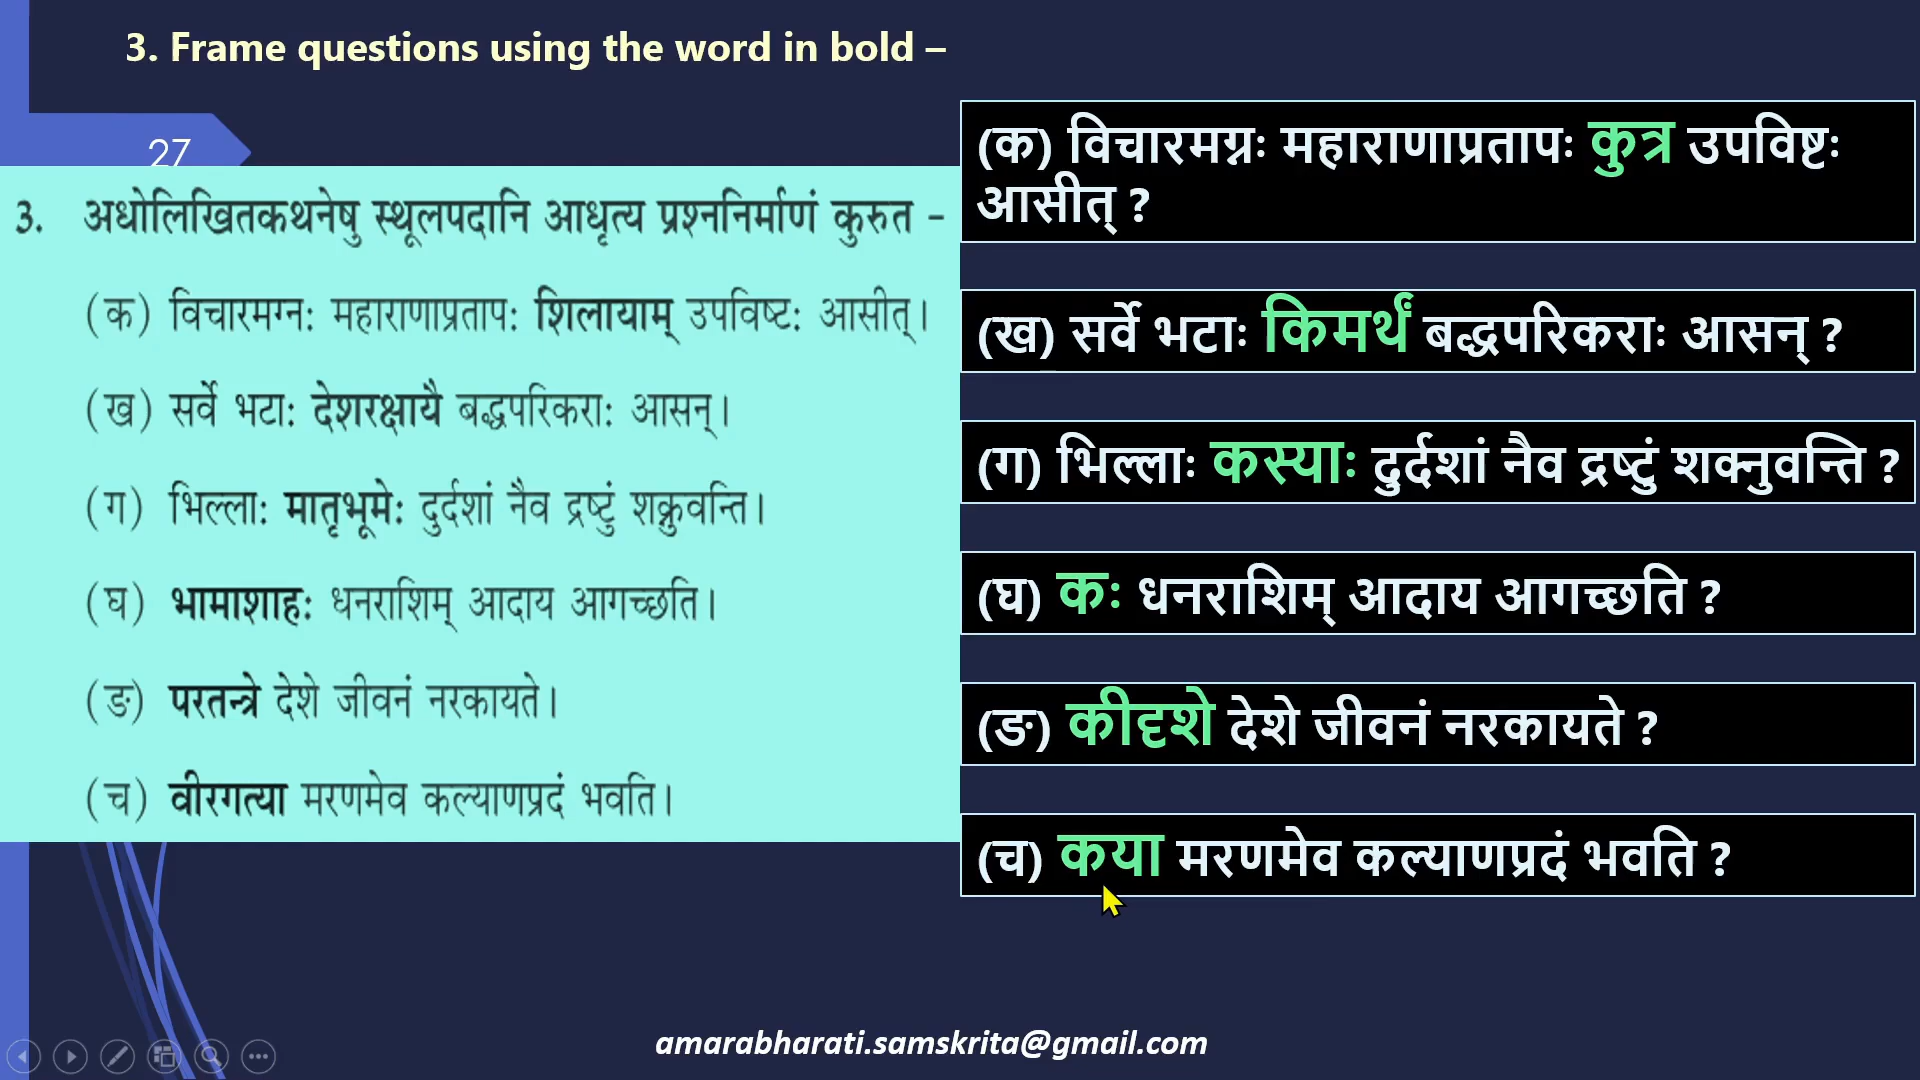 3. Frame questions using the word in bold –
27
3. अधोलिखितकथनेषु स्थूलपदानि आधृत्य प्रश्ननिर्माणं कुरुत –
(क) विचारमग्न: महाराणाप्रताप: शिलायाम् उपविष्ट: आसीत्।
(ख) सर्वे भटा: देशरक्षायै बद्धपरिकरा: आसन्।
(ग) भिल्ला: मातृभूमे: दुर्दशां नैव द्रष्टुं शक्नुवन्ति।
(घ) भामाशाह: धनराशिम् आदाय आगच्छति।
(ङ) परतन्त्रे देशे जीवनं नरकायते।
(च) वीरगत्या मरणमेव कल्याणप्रदं भवति।
(क) विचारमग्नः महाराणाप्रतापः कुत्र उपविष्टः
आसीत् ?
(ख) सर्वे भटाः किमर्थं बद्धपरिकराः आसन् ?
(ग) भिल्लाः कस्याः दुर्दशां नैव द्रष्टुं शक्नुवन्ति ?
(घ) कः धनराशिम् आदाय आगच्छति ?
(ङ) कीदृशे देशे जीवनं नरकायते ?
(च) कया मरणमेव कल्याणप्रदं भवति ?
amarabharati.samskrita@gmail.com